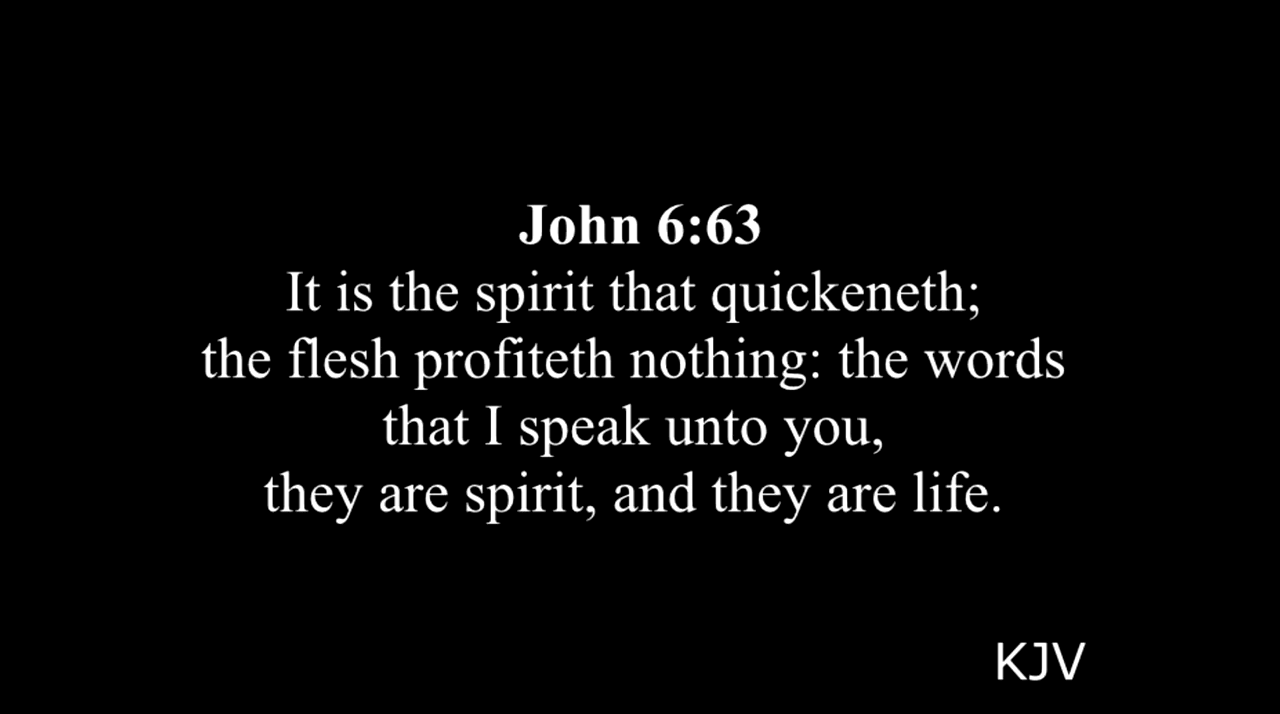 John 6:63
It is the spirit that quickeneth;
the flesh profiteth nothing: the words
that I speak unto you,
they are spirit, and they are life.
KJV